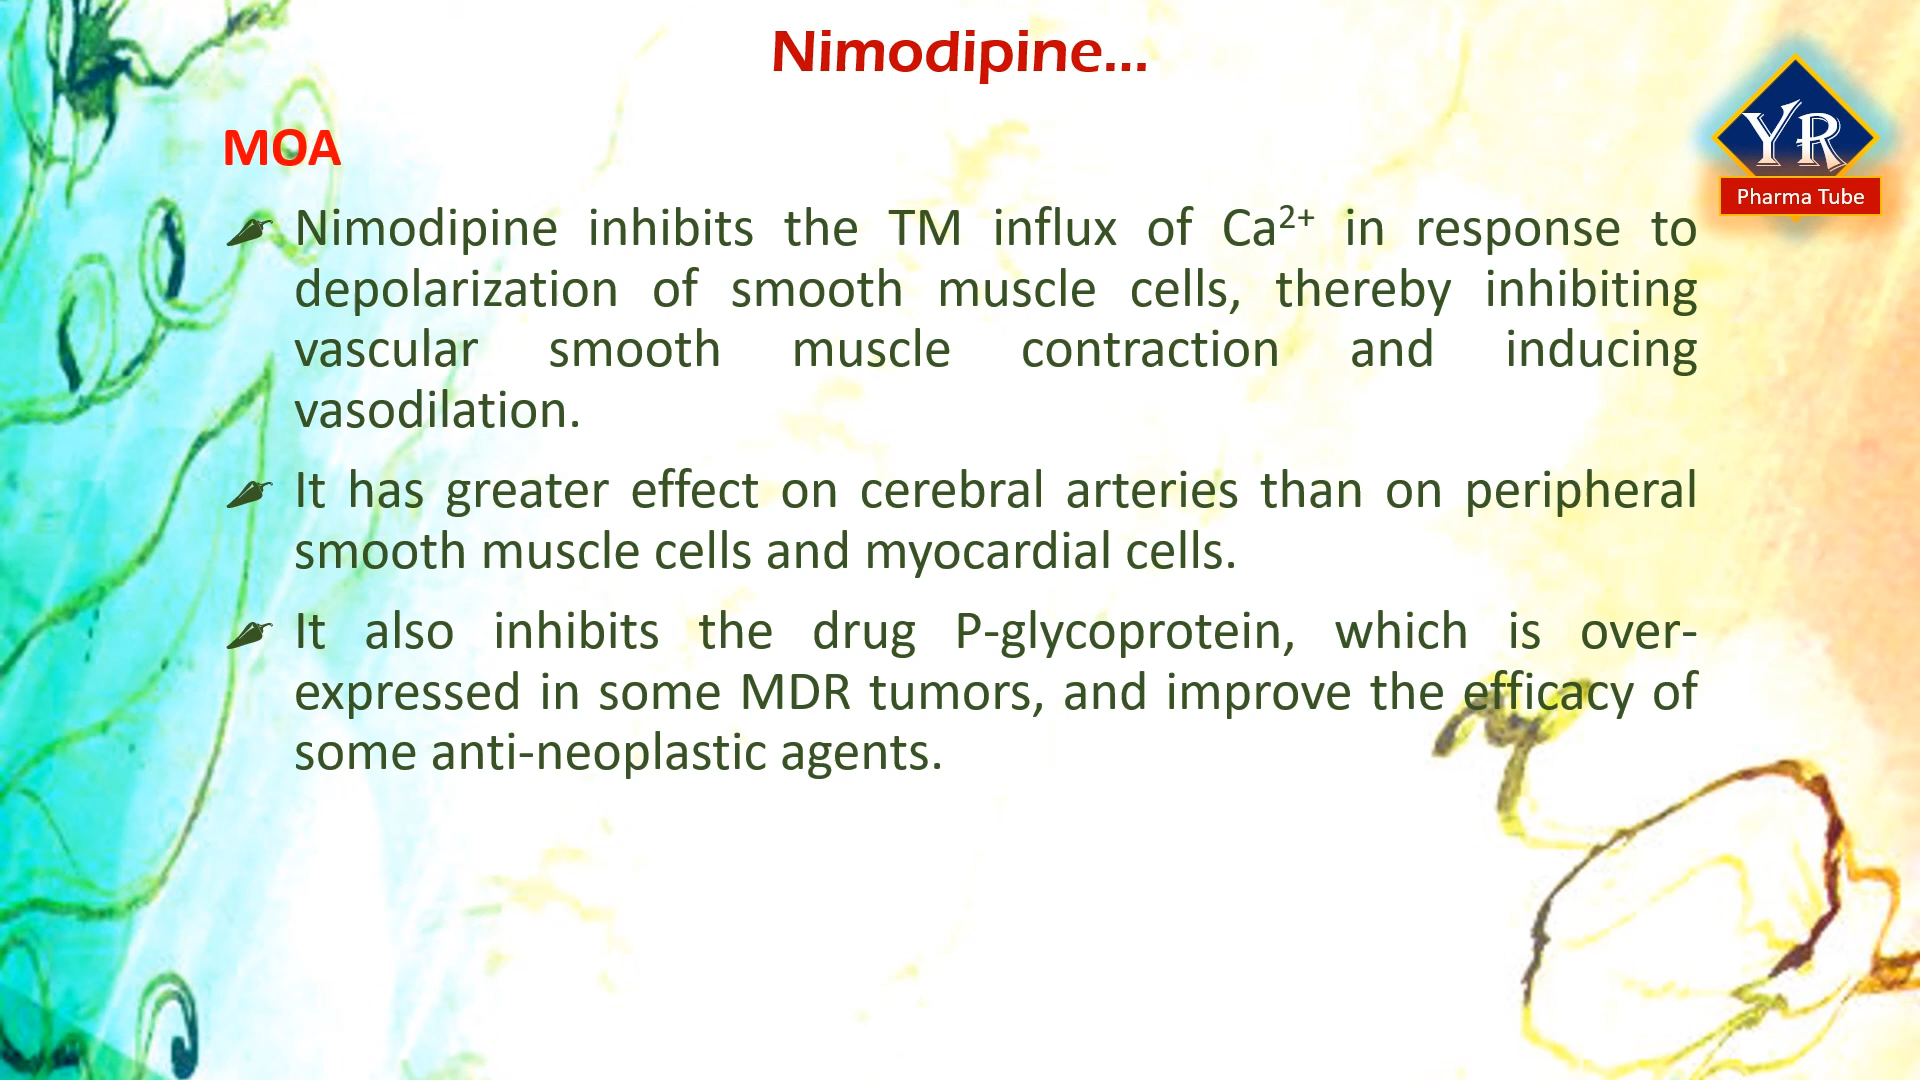 Nimodipine...
YR
Pharma Tube
MOA
Nimodipine inhibits the TM influx of Ca²⁺ in response to
depolarization of smooth muscle cells, thereby inhibiting
vascular smooth muscle contraction and inducing
vasodilation.
It has greater effect on cerebral arteries than on peripheral
smooth muscle cells and myocardial cells.
It also inhibits the drug P-glycoprotein, which is over-
expressed in some MDR tumors, and improve the efficacy of
some anti-neoplastic agents.